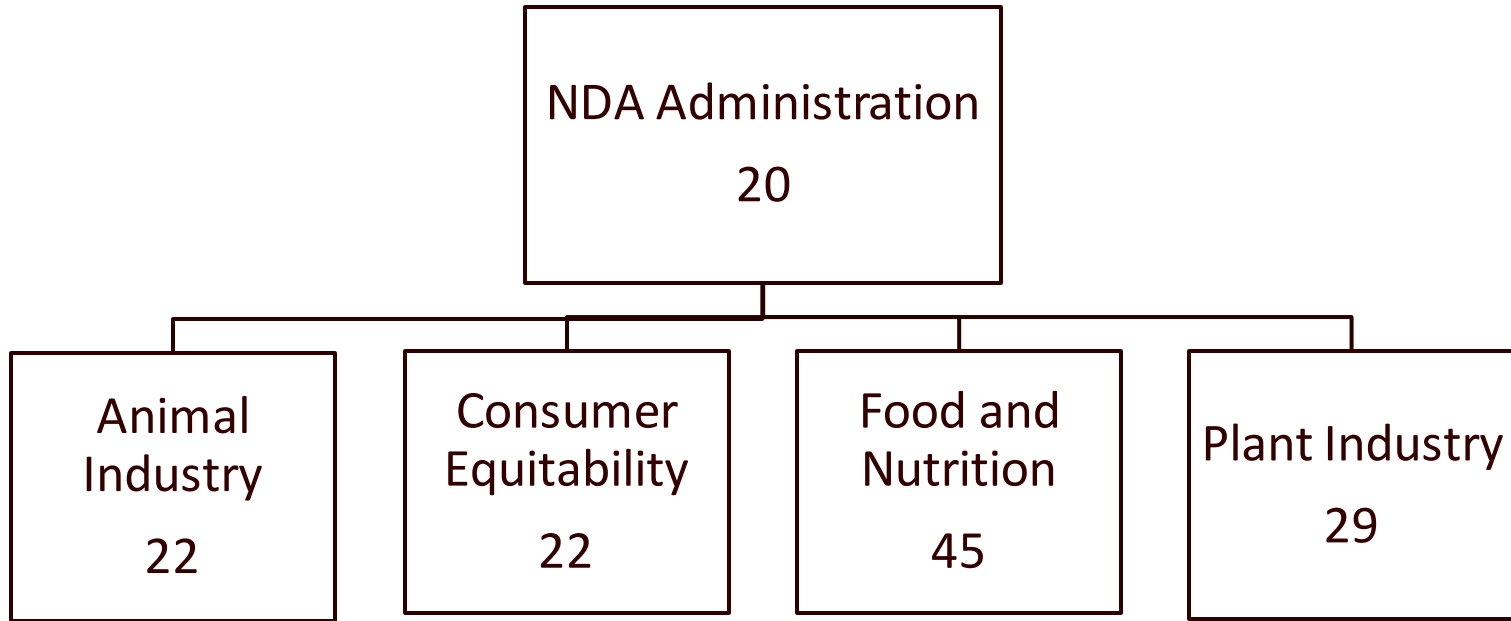 NDA Administration
20
Animal
Industry
22
Consumer
Equitability
22
Food and
Nutrition
45
Plant Industry
29